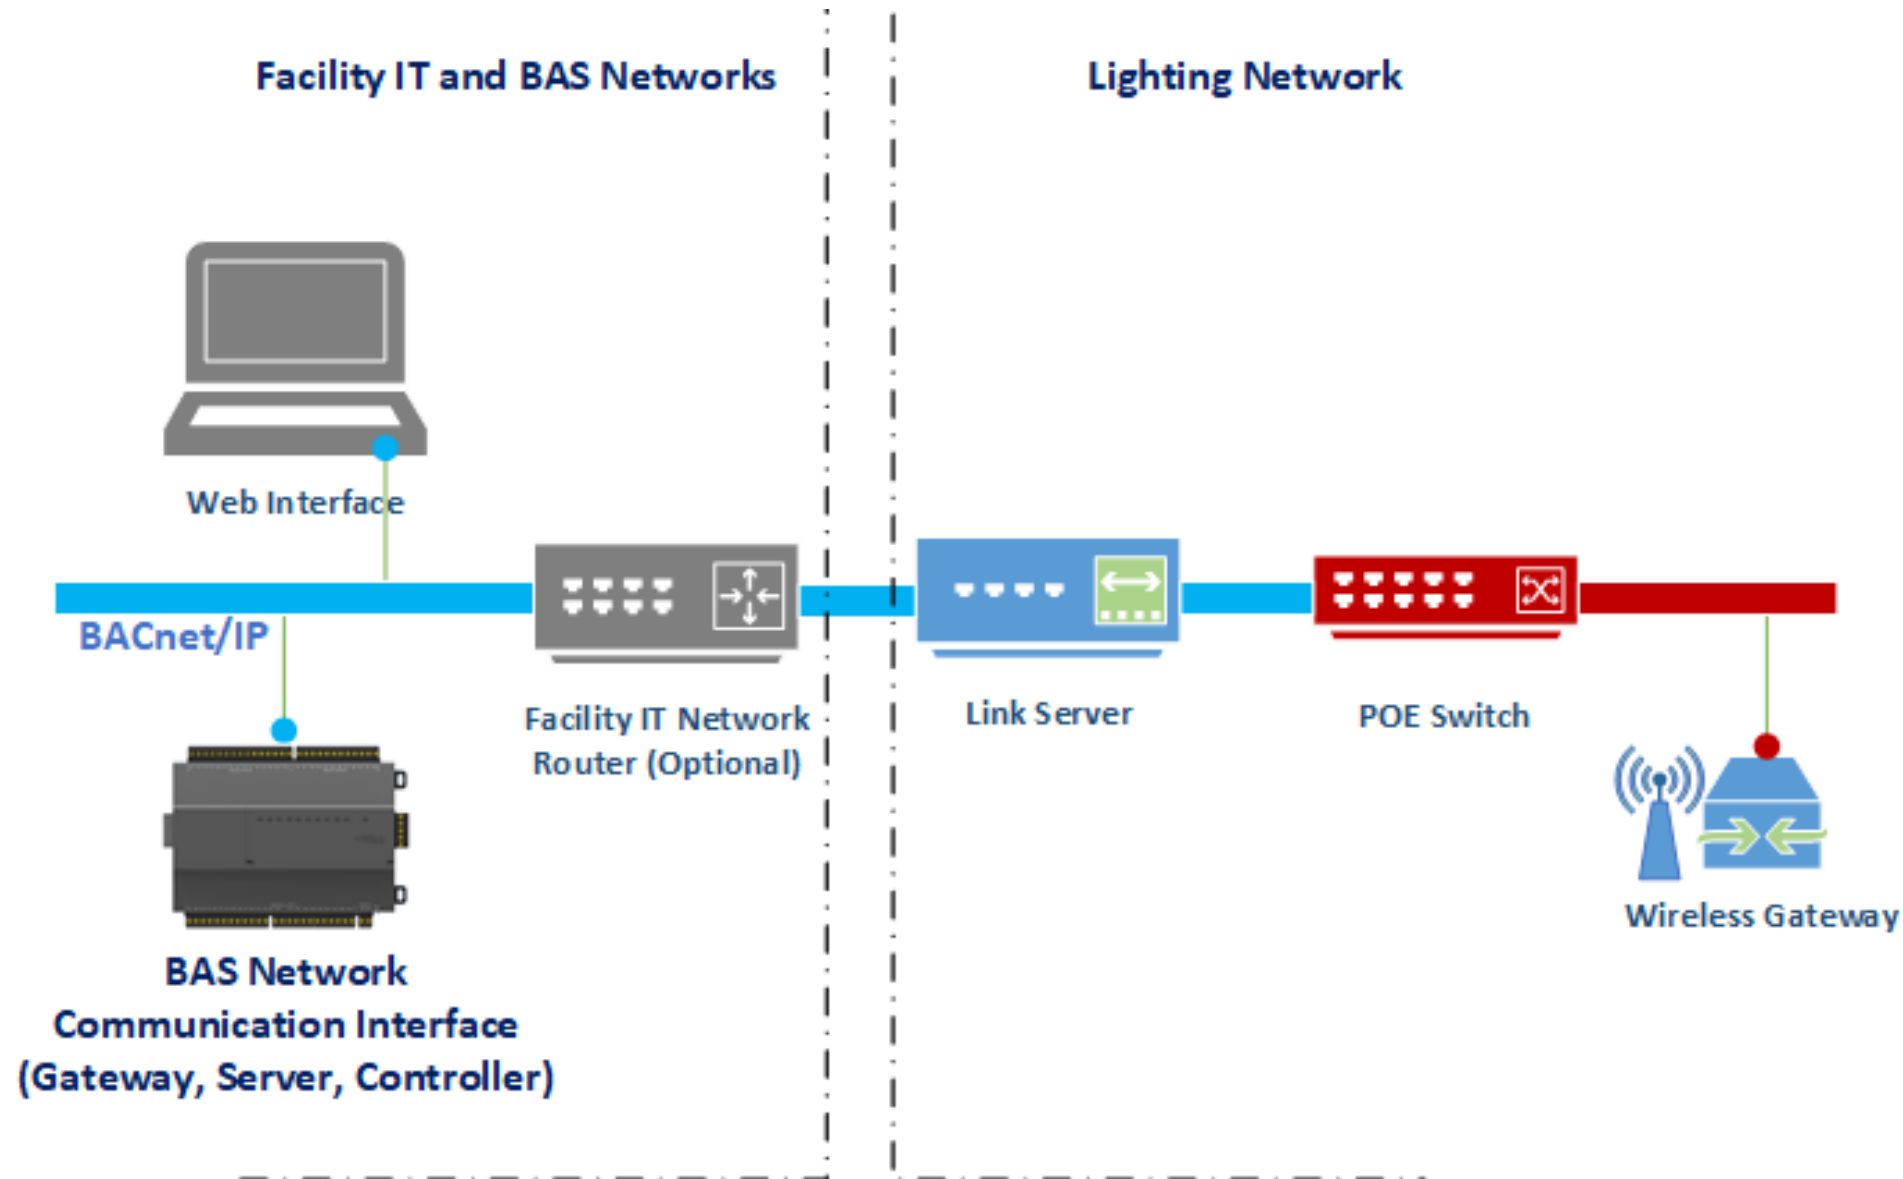 Facility IT and BAS Networks
Lighting Network
Web Interface
BACnet/IP
Facility IT Network
Router (Optional)
Link Server
POE Switch
Wireless Gateway
BAS Network
Communication Interface
(Gateway, Server, Controller)